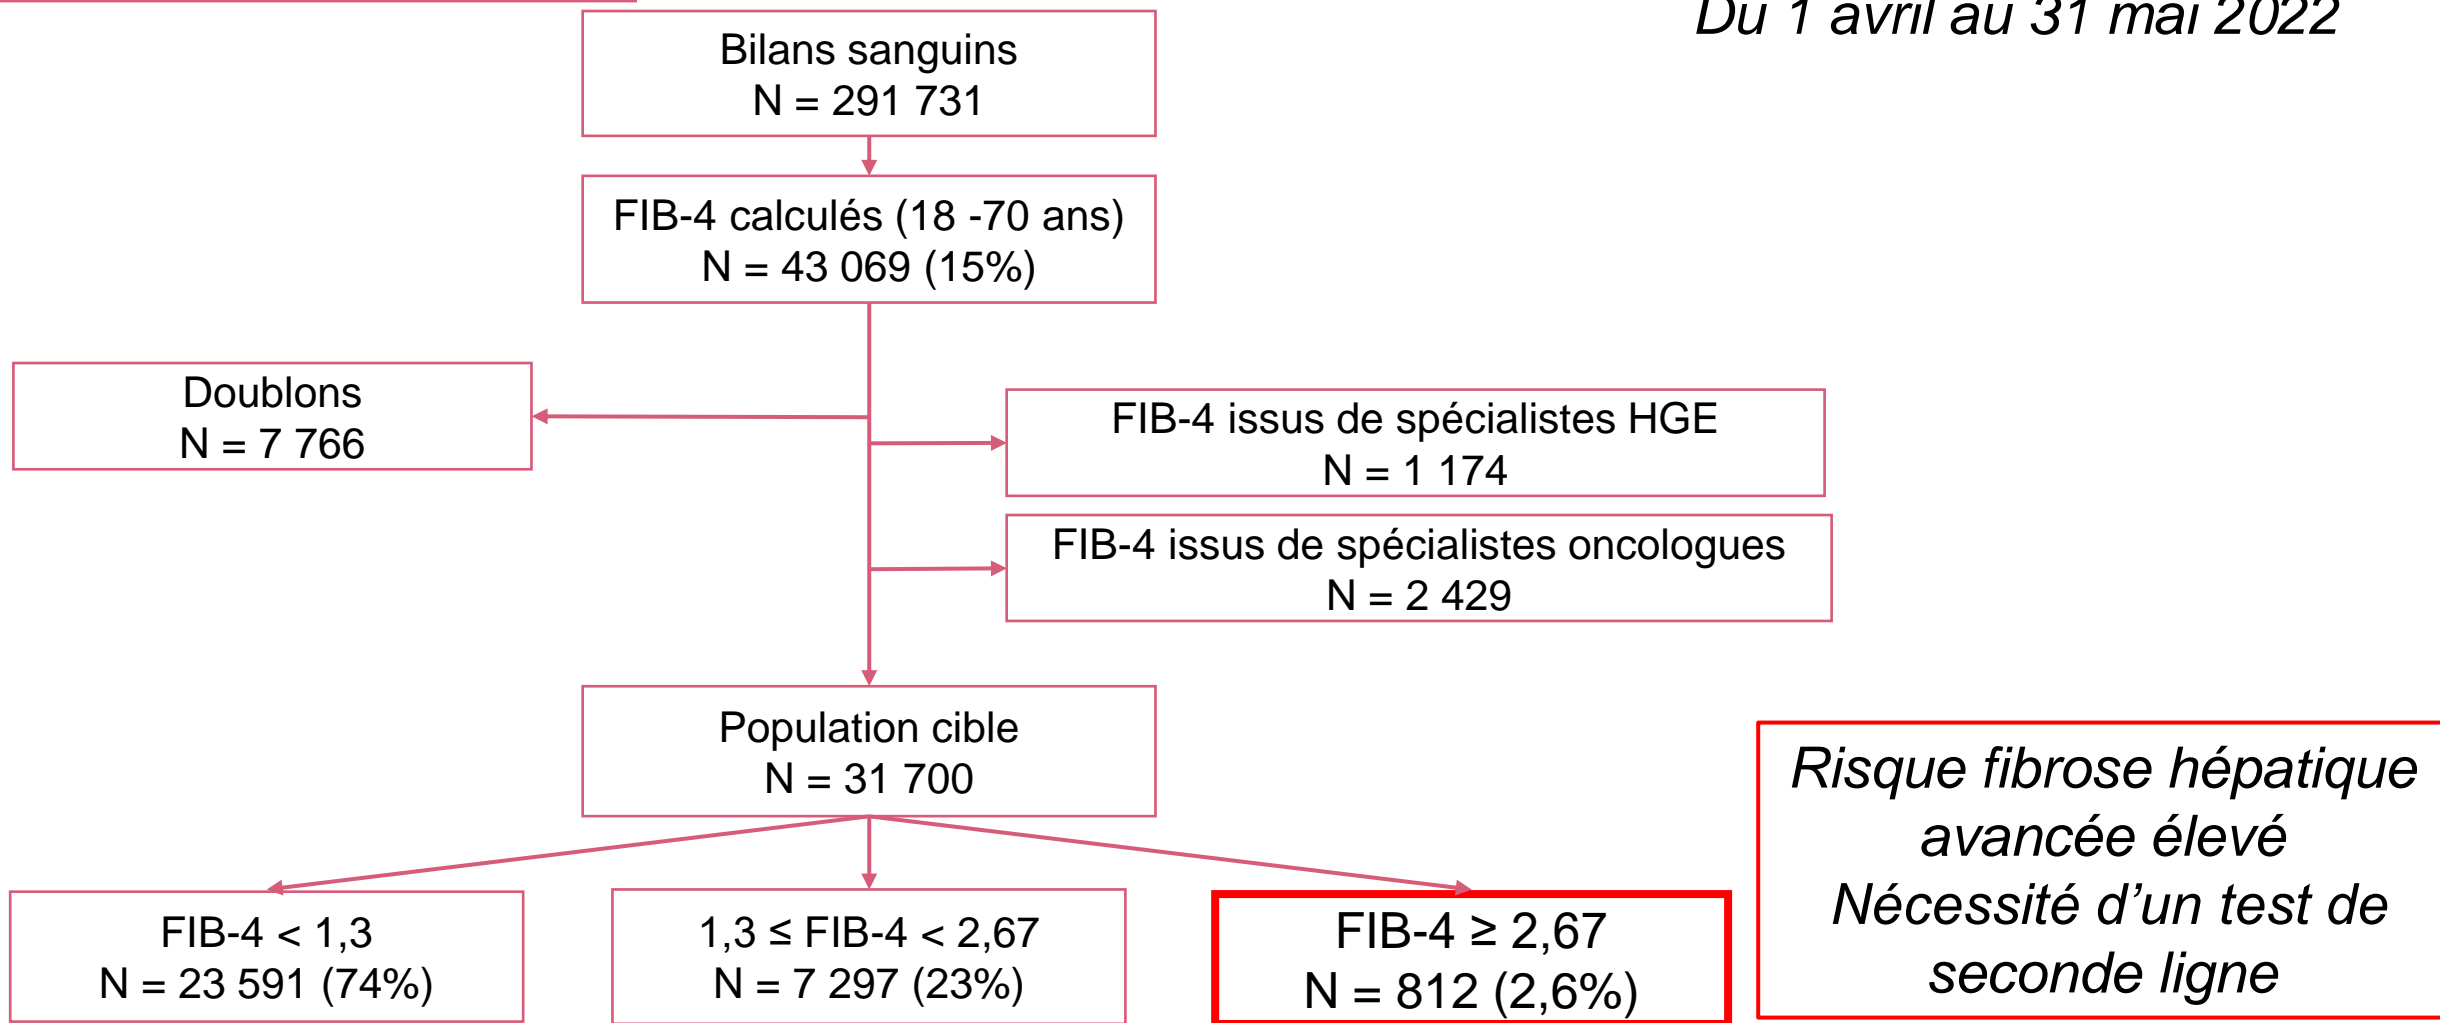 Du 1 avril au 31 mai 2022
Bilans sanguins
N = 291 731
FIB-4 calculés (18 -70 ans)
N = 43 069 (15%)
Doublons
N = 7 766
FIB-4 issus de spécialistes HGE
N = 1 174
FIB-4 issus de spécialistes oncologues
N = 2 429
Population cible
N = 31 700
Risque fibrose hépatique
avancée élevé
Nécessité d’un test de
seconde ligne
FIB-4 < 1,3
N = 23 591 (74%)
1,3 ≤ FIB-4 < 2,67
N = 7 297 (23%)
FIB-4 ≥ 2,67
N = 812 (2,6%)